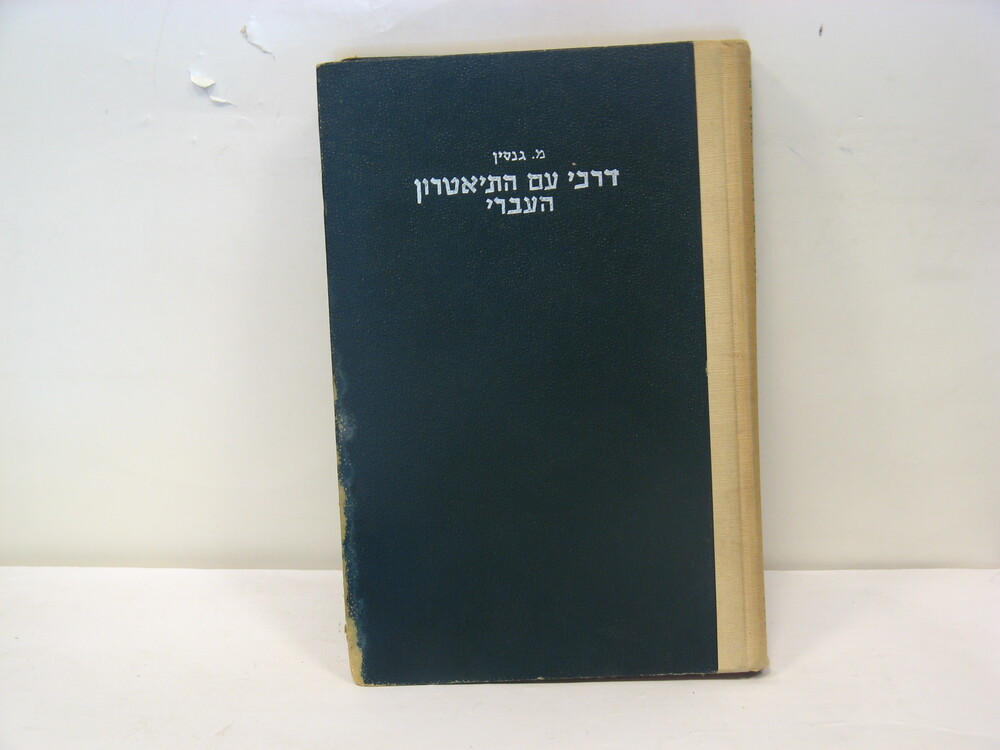 מ. גנסין
דרכי עם התיאטרון
העברי